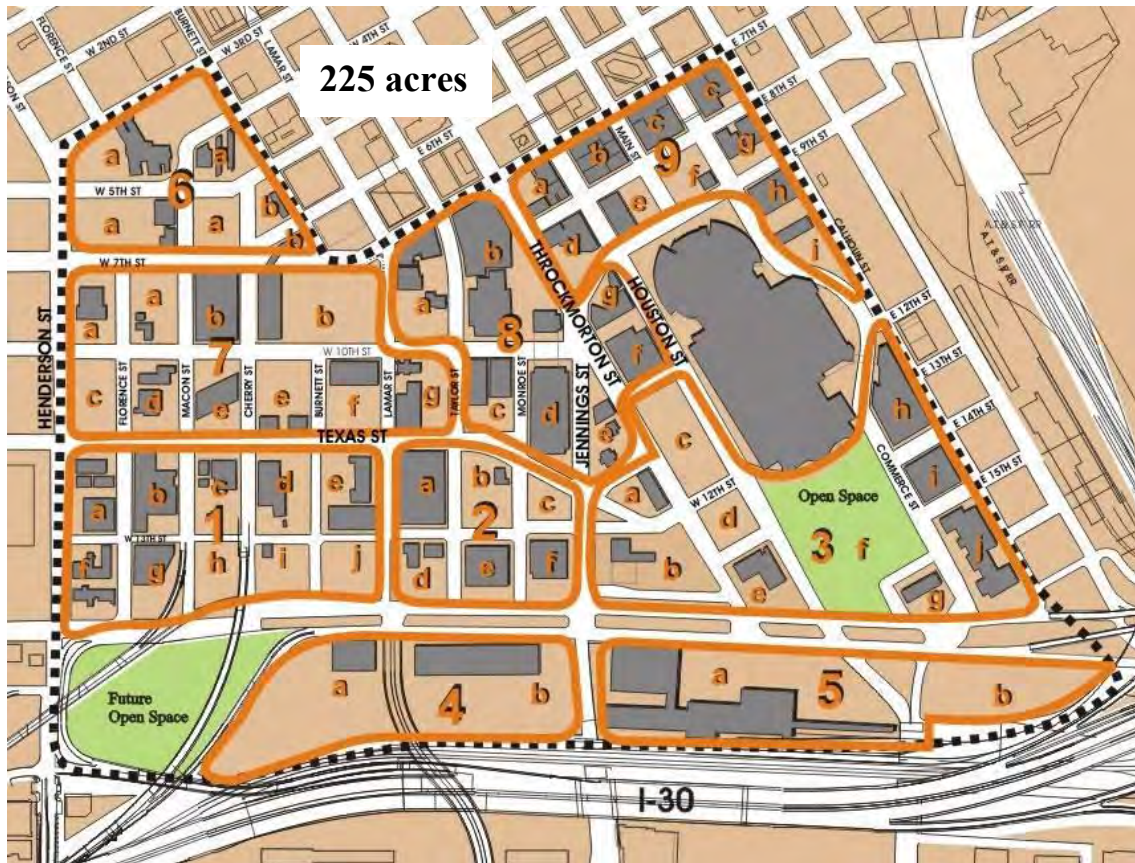 FLORENCE ST
W 2ND ST
BURNETT ST
W 3RD ST
LAMAR ST
W 4TH ST
225 acres
E 6TH ST
E 7TH ST
E 8TH ST
E 9TH ST
MAIN ST
c
c
g
b
9
f
a
e
h
d
i
CALHOUN ST
A.T. & S.F. RR
A.T. & S.F. RR
a
a
W 5TH ST
6
b
a
a
b
W 7TH ST
HENDERSON ST
a
a
b
b
7
W 10TH ST
c
FLORENCE ST
d
MACON ST
e
CHERRY ST
e
BURNETT ST
f
LAMAR ST
g
TAYLOR ST
TEXAS ST
b
a
8
c
MONROE ST
d
JENNINGS ST
THROCKMORTON ST
HOUSTON ST
g
f
e
E 12TH ST
E 13TH ST
E 14TH ST
E 15TH ST
COMMERCE ST
h
i
j
c
a
W 12TH ST
d
Open Space
3
f
b
e
g
a
b
c
d
e
1
W 13TH ST
f
g
h
i
j
a
b
2
c
d
e
f
Future
Open Space
a
4
b
a
5
b
I-30